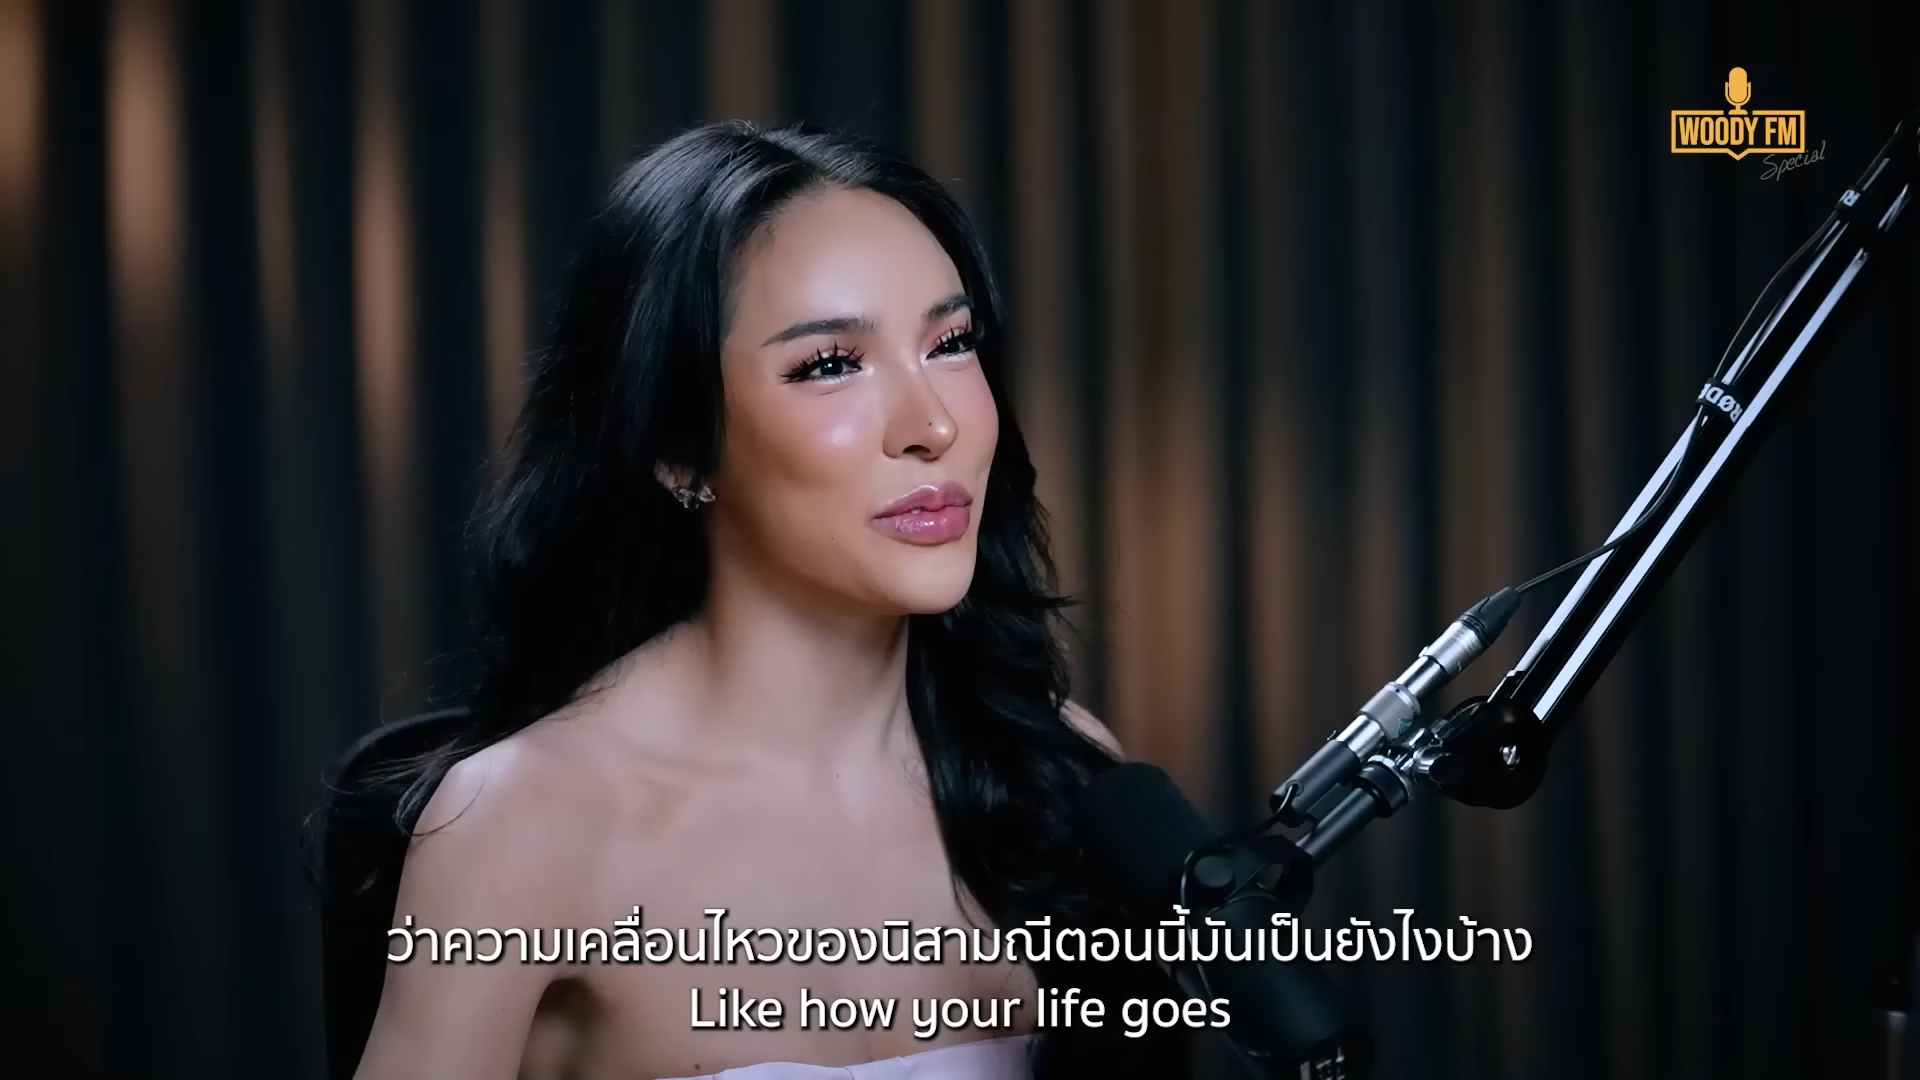 WOODY FM
Special
RØDE
ว่าความเคลื่อนไหวของนิสามณีตอนนี้มันเป็นยังไงบ้าง
Like how your life goes